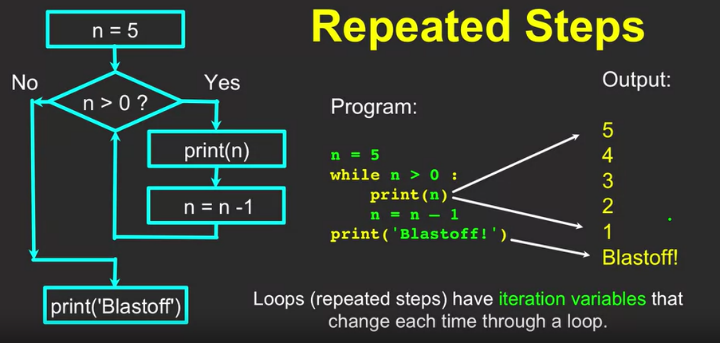 Repeated Steps
n = 5
No
Yes
n > 0 ?
print(n)
n = n -1
print('Blastoff')
Program:
n = 5
while n > 0 :
    print(n)
    n = n – 1
print('Blastoff!')
Output:
5
4
3
2
1
Blastoff!
Loops (repeated steps) have iteration variables that
change each time through a loop.